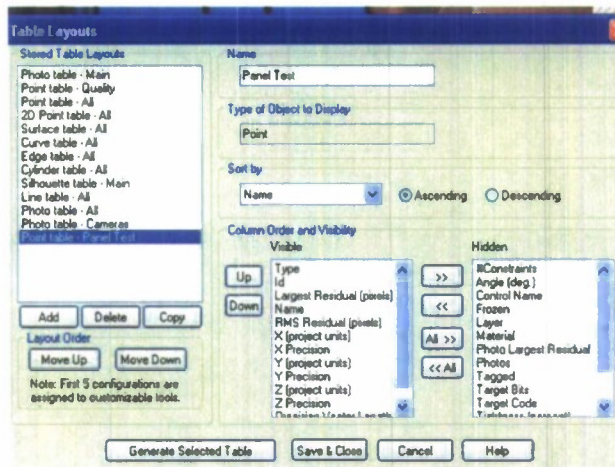 Table Layouts
Stored Table Layouts
Photo table - Main
Point table - Quality
Point table - All
2D Point table - All
Surface table - All
Curve table - All
Edge table - All
Cylinder table - All
Silhouette table - Main
Line table - All
Photo table - All
Photo table - Cameras
Point table - Panel Test
Add
Delete
Copy
Layout Order
Move Up
Move Down
Note: First 5 configurations are
assigned to customizable tools.
Name
Panel Test
Type of Object to Display
Point
Sort by
Name
Ascending
Descending
Column Order and Visibility
Visible
Up
Down
Type
Id
Largest Residual (pixels)
Name
RMS Residual (pixels)
X (project units)
X Precision
Y (project units)
Y Precision
Z (project units)
Z Precision
>>
<<
All >>
<< All
Hidden
#Constraints
Angle (deg.)
Control Name
Frozen
Layer
Material
Photo Largest Residual
Photos
Tagged
Target Bits
Target Code
Generate Selected Table
Save & Close
Cancel
Help